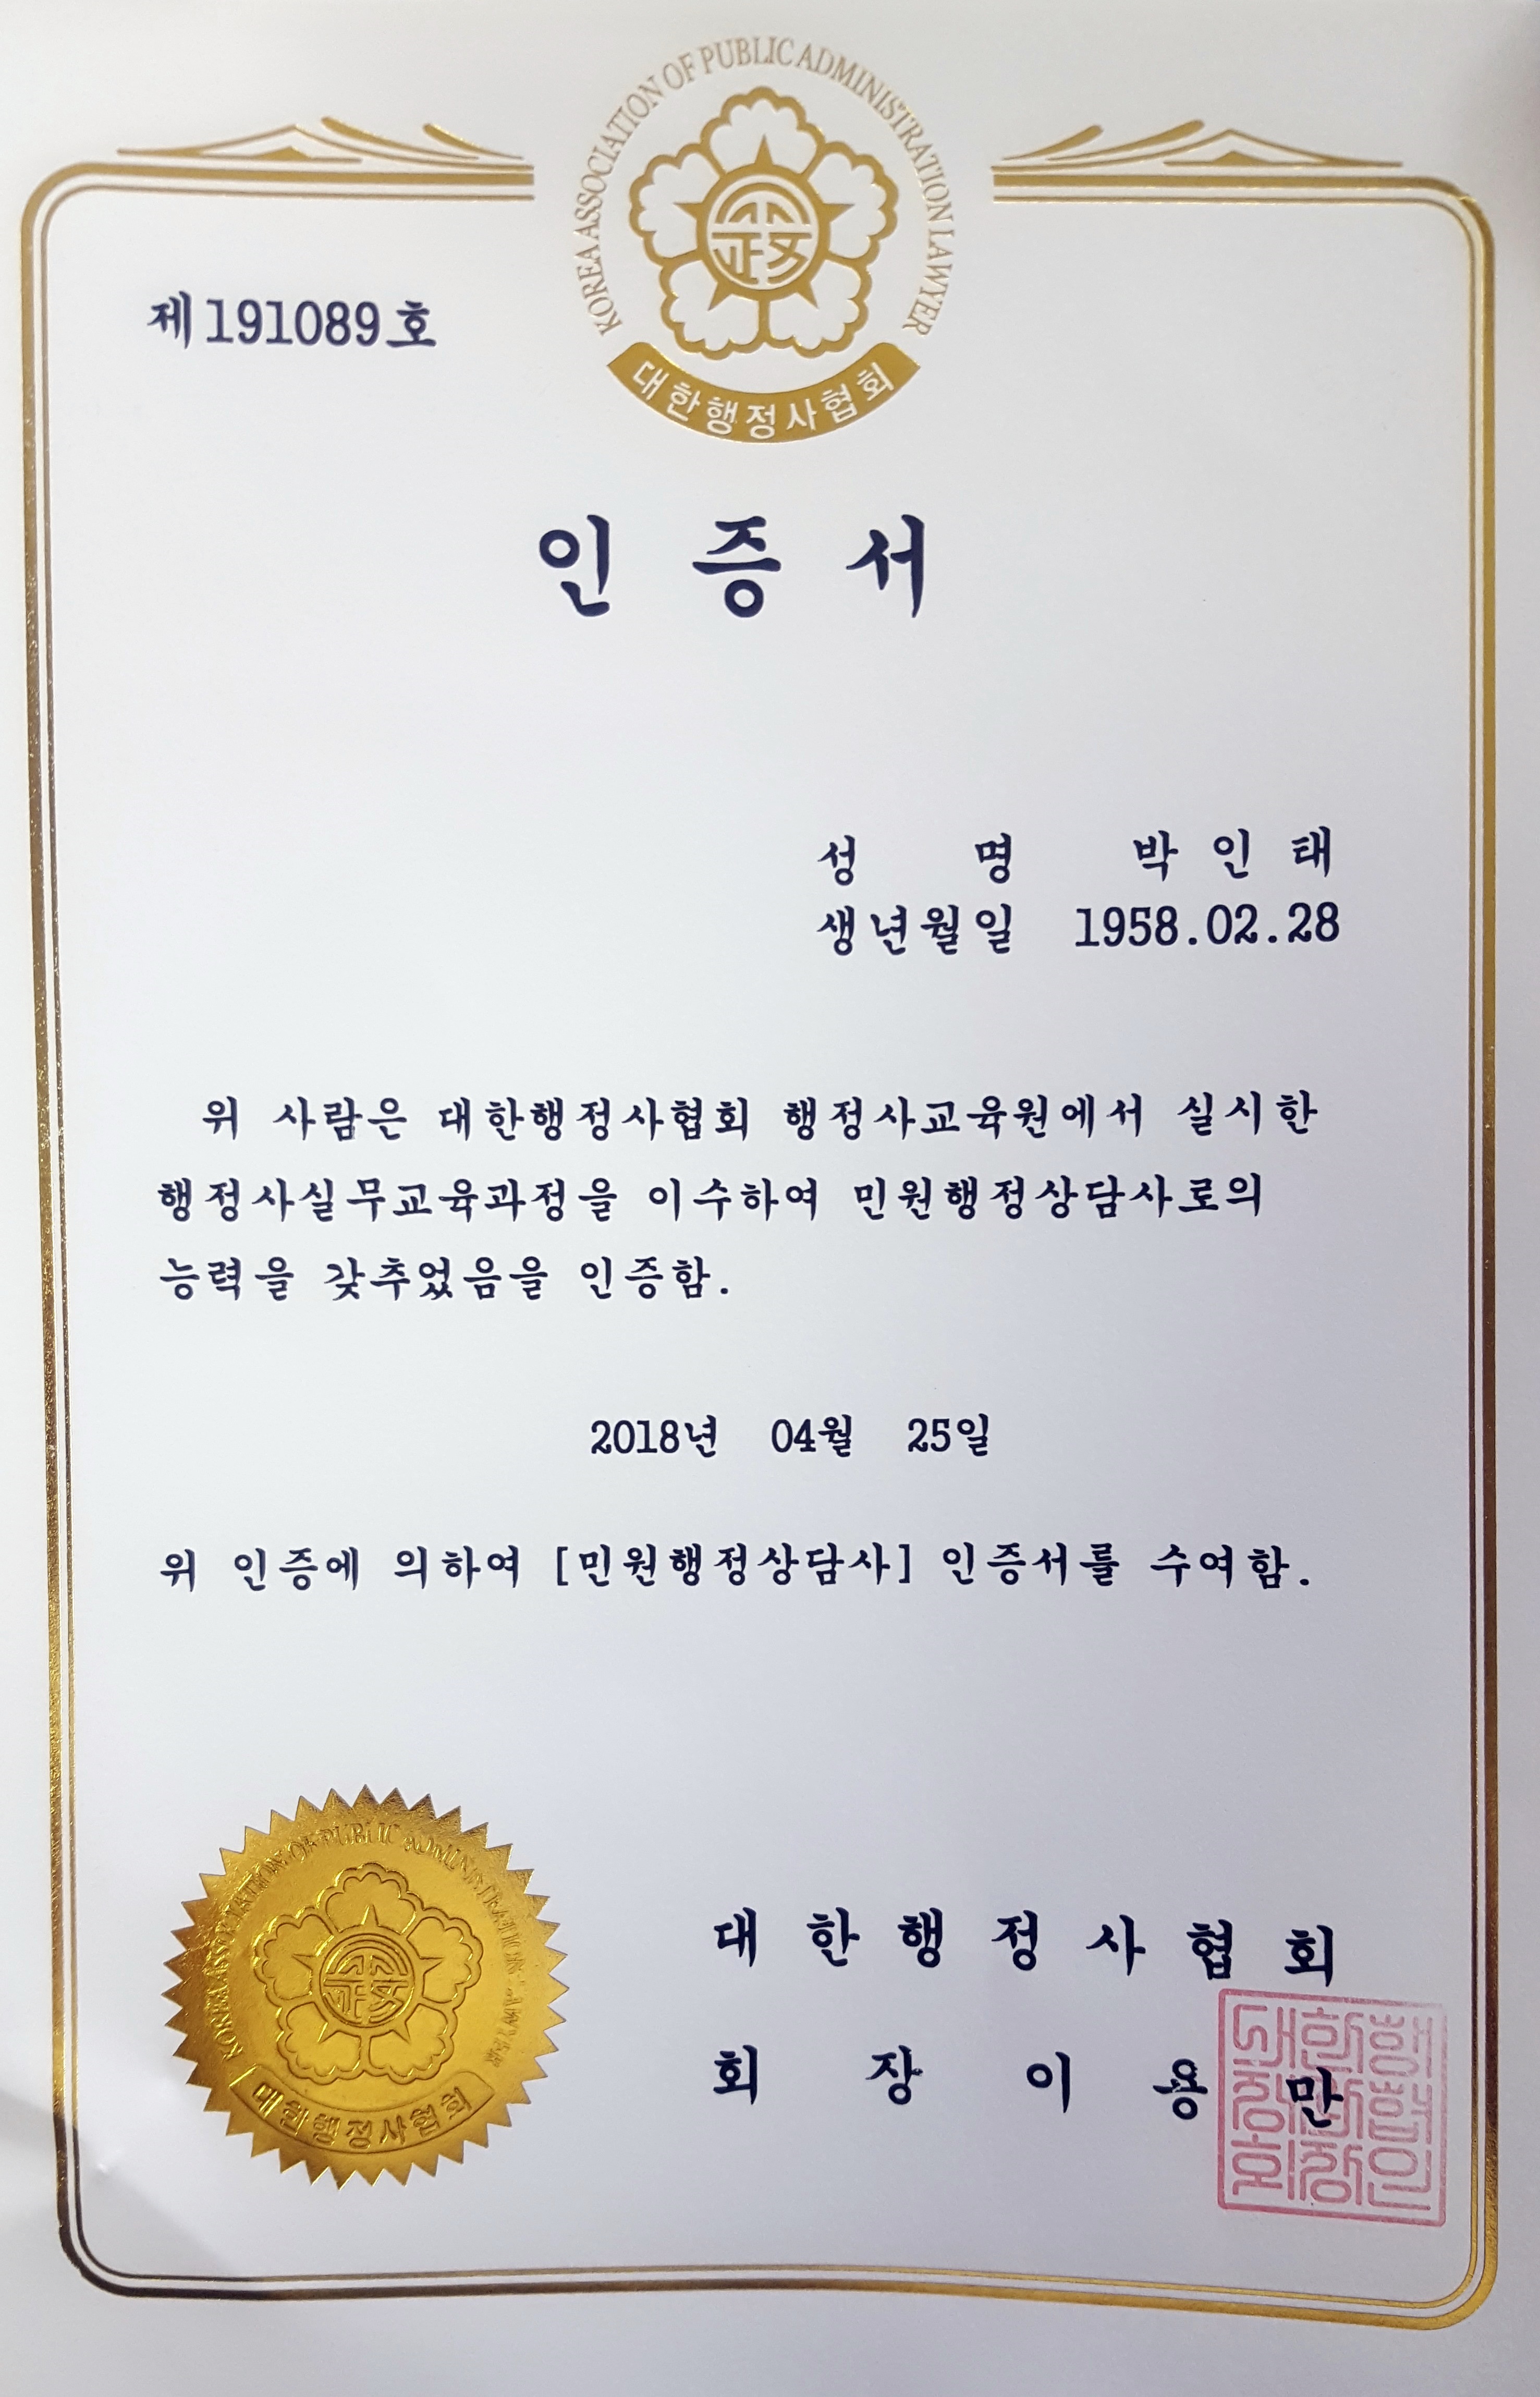 KOREA ASSOCIATION OF PUBLIC ADMINISTRATION LAWYER
대한행정사협회
제191089호
인 증 서
성 명 박 인 태
생년월일 1958.02.28
위 사람은 대한행정사협회 행정사교육원에서 실시한
행정사실무교육과정을 이수하여 민원행정상담사로의
능력을 갖추었음을 인증함.
2018년 04월 25일
위 인증에 의하여 [민원행정상담사] 인증서를 수여함.
KOREA ASSOCIATION OF PUBLIC ADMINISTRATION LAWYER
대한행정사협회
대 한 행 정 사 협 회
회 장 이 용 만
대한행
정사협
회장인